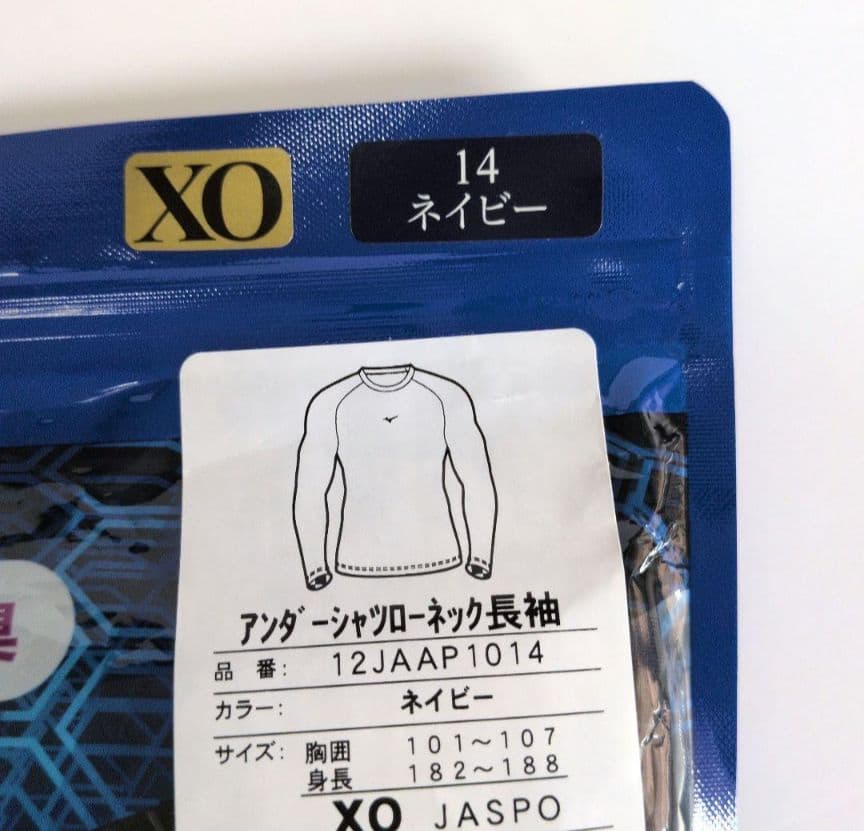 XO
14
ネイビー
アンダーシャツローネック長袖
品 番: 12JAAP1014
カラー: ネイビー
サイズ: 胸囲 101～107
身長 182～188
XO JASPO